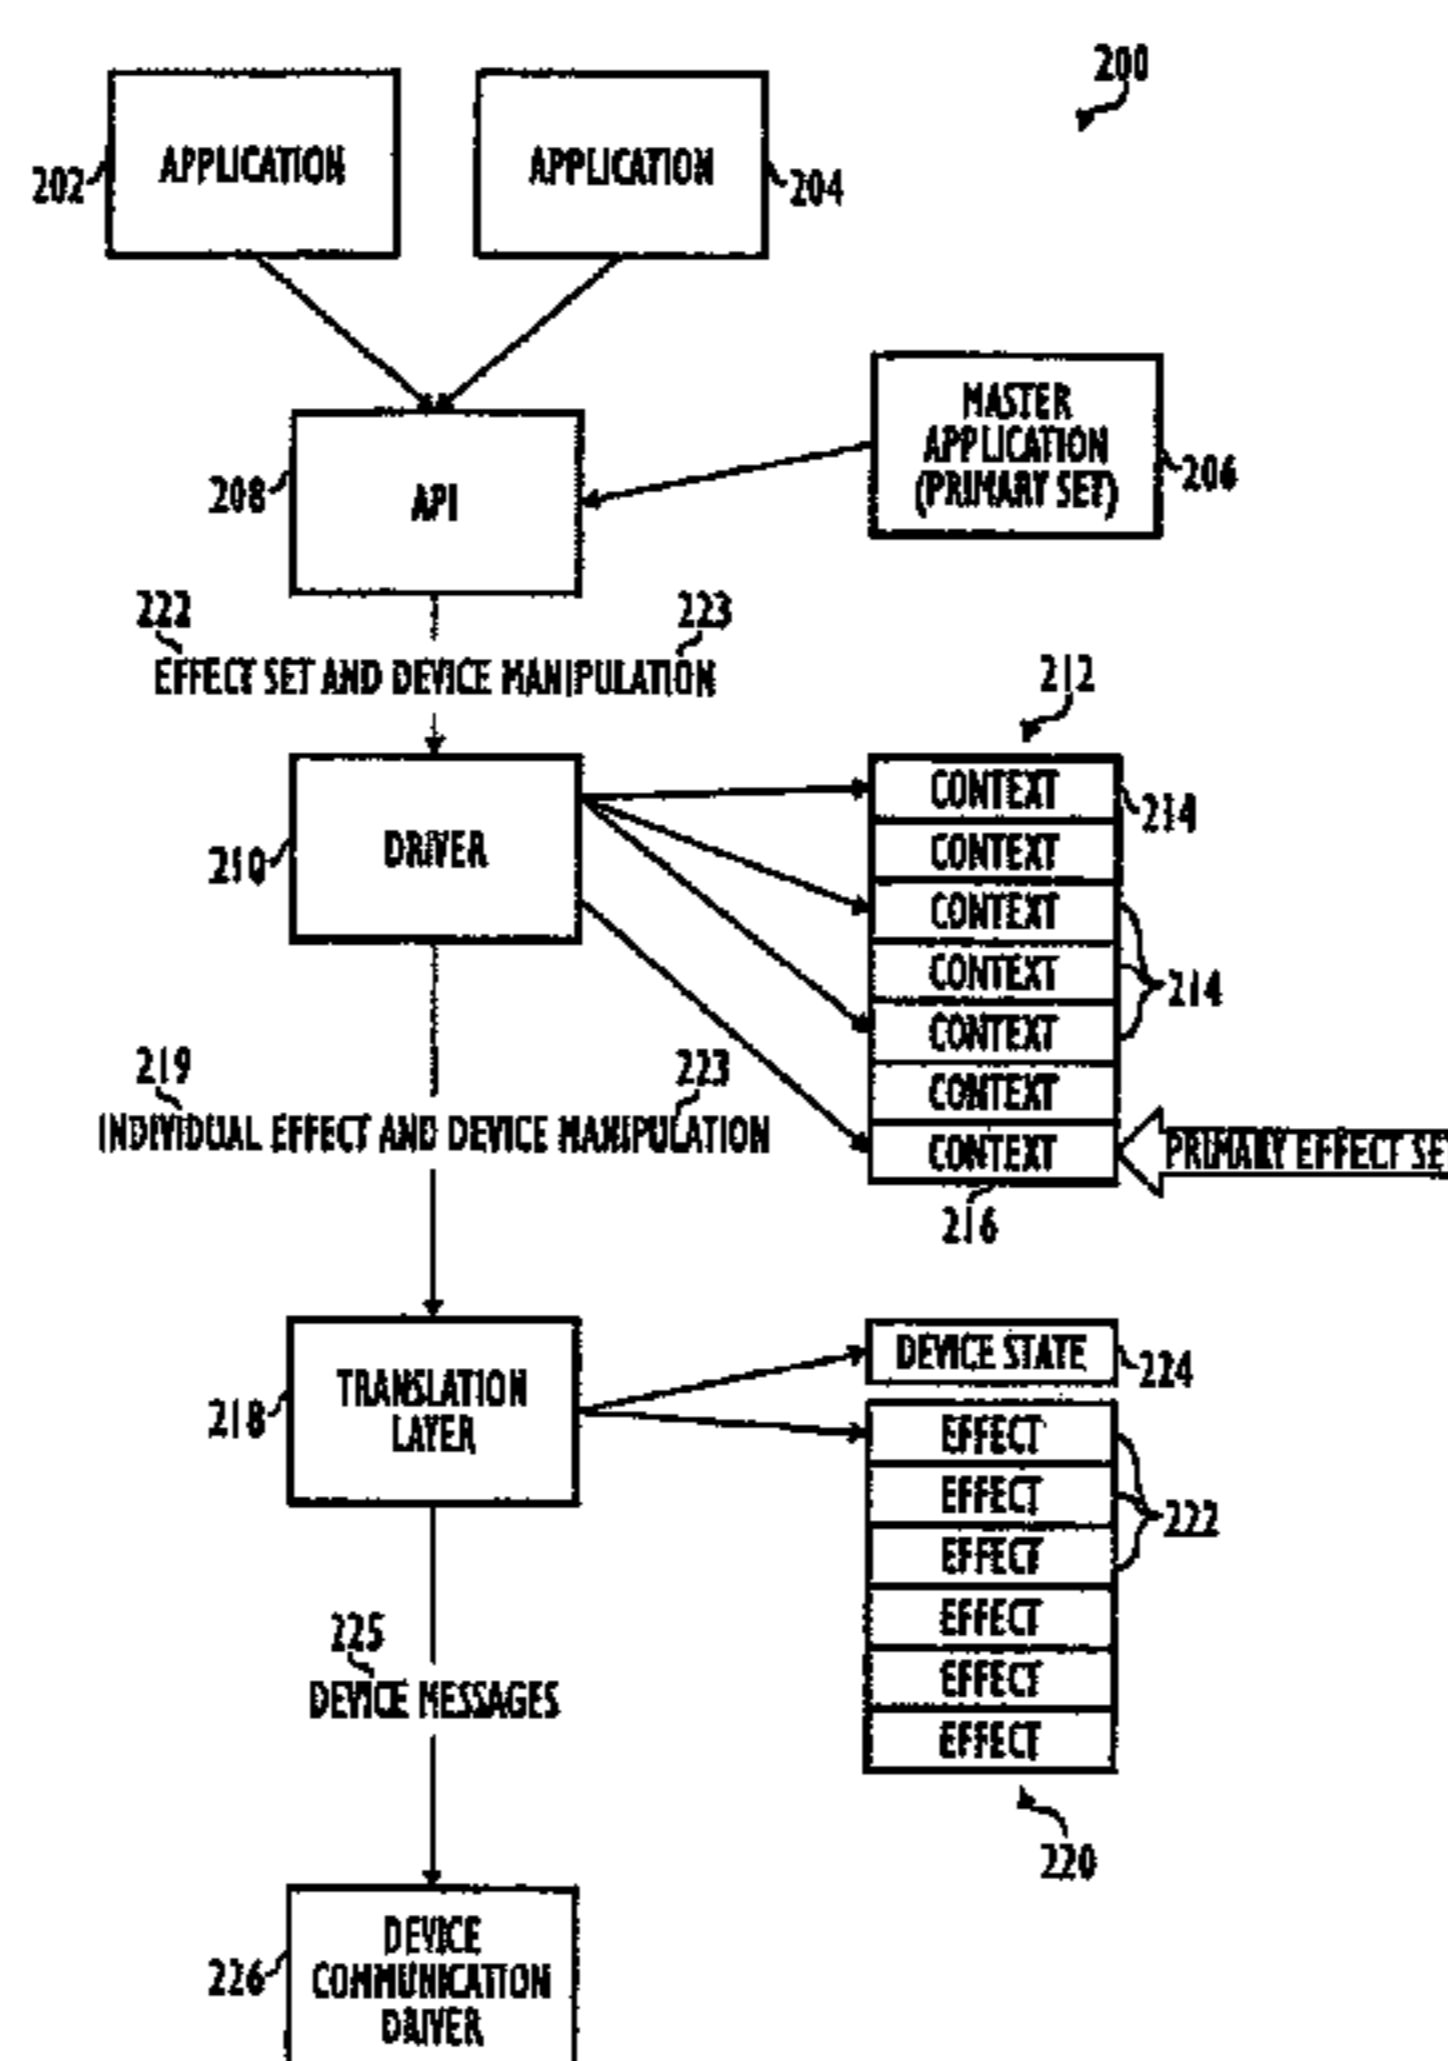 200
APPLICATION
APPLICATION
202
204
MASTER
APPLICATION
(PRIMARY SET)
206
208
API
222
223
EFFECT SET AND DEVICE MANIPULATION
212
CONTEXT
214
210
DRIVER
CONTEXT
CONTEXT
CONTEXT
214
CONTEXT
219
223
INDIVIDUAL EFFECT AND DEVICE MANIPULATION
CONTEXT
CONTEXT
PRIMARY EFFECT SET
216
DEVICE STATE
224
218
TRANSLATION
LAYER
EFFECT
EFFECT
222
EFFECT
EFFECT
225
DEVICE MESSAGES
EFFECT
EFFECT
220
226
DEVICE
COMMUNICATION
DRIVER